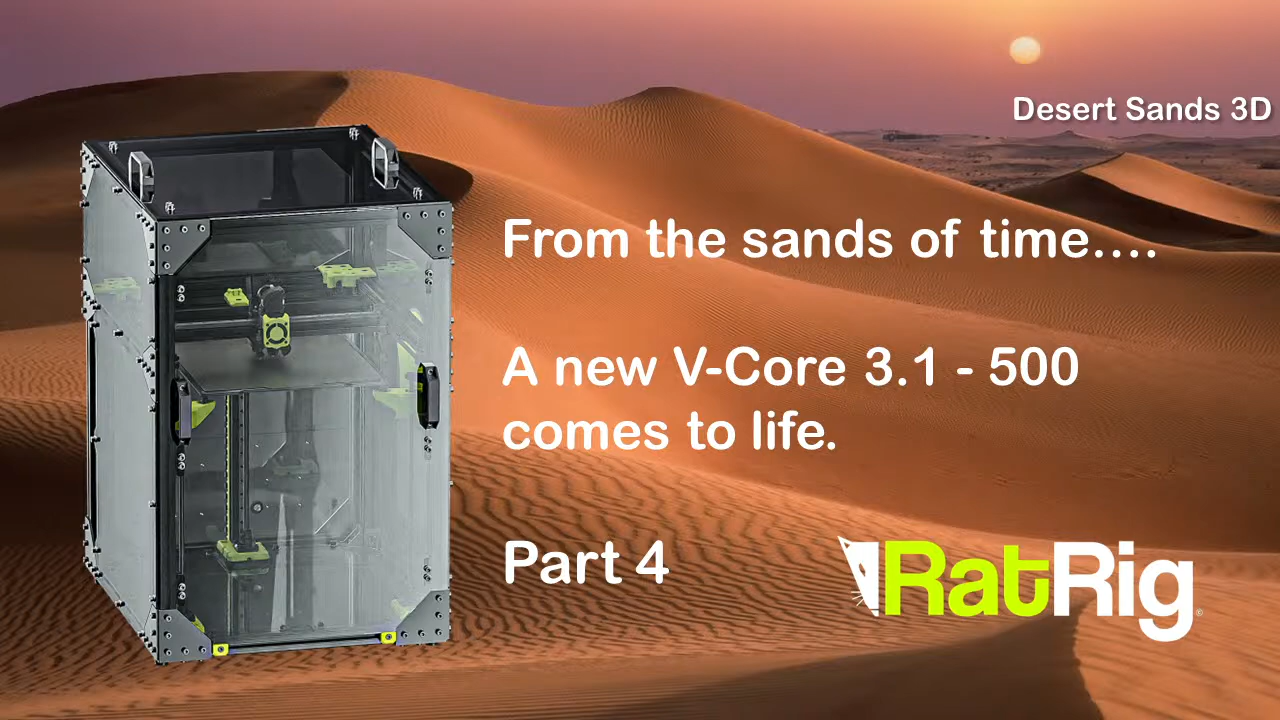 Desert Sands 3D
From the sands of time....
A new V-Core 3.1 - 500
comes to life.
Part 4
RatRig